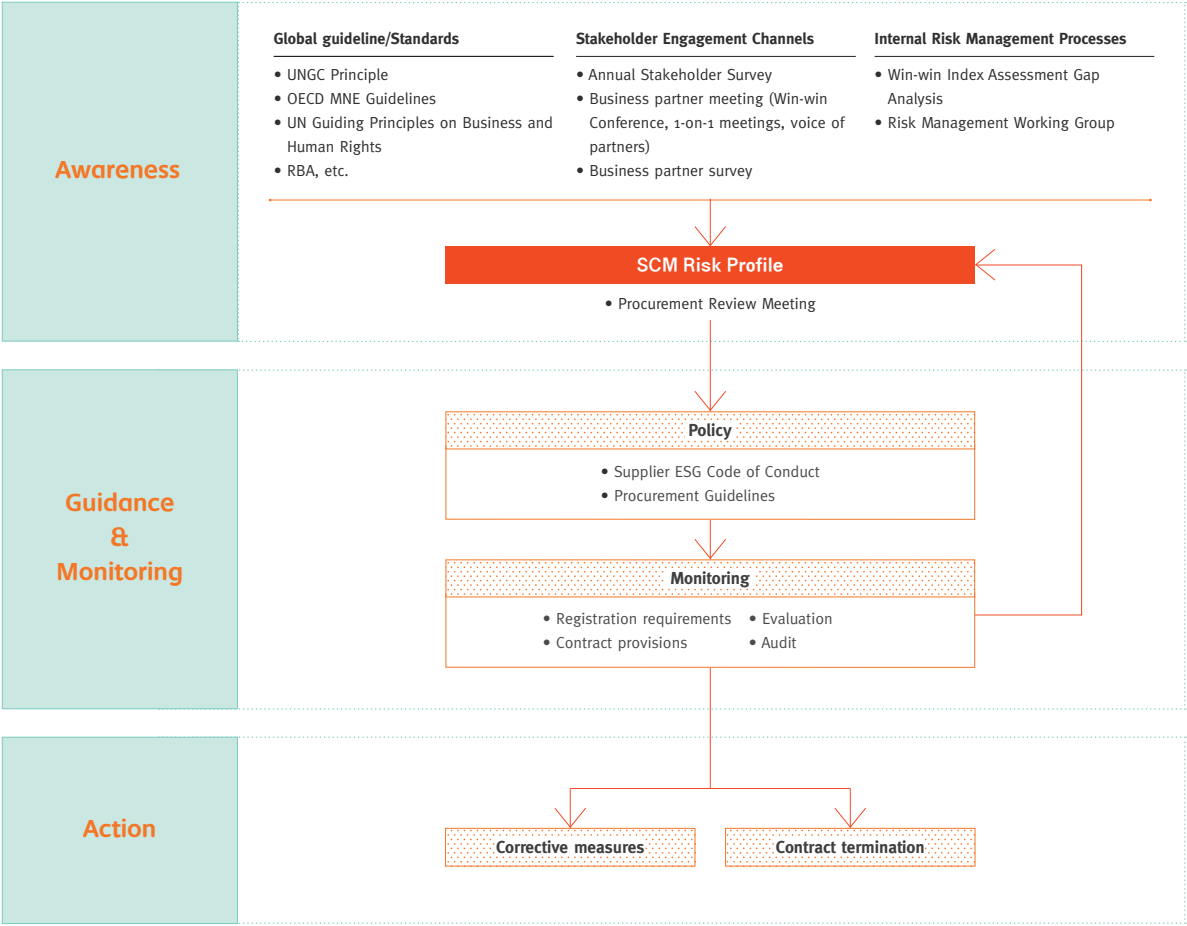 Awareness
Global guideline/Standards
• UNGC Principle
• OECD MNE Guidelines
• UN Guiding Principles on Business and
Human Rights
• RBA, etc.
Stakeholder Engagement Channels
• Annual Stakeholder Survey
• Business partner meeting (Win-win
Conference, 1-on-1 meetings, voice of
partners)
• Business partner survey
Internal Risk Management Processes
• Win-win Index Assessment Gap
Analysis
• Risk Management Working Group
SCM Risk Profile
• Procurement Review Meeting
Guidance
&
Monitoring
Policy
• Supplier ESG Code of Conduct
• Procurement Guidelines
Monitoring
• Registration requirements
• Contract provisions
• Evaluation
• Audit
Action
Corrective measures
Contract termination